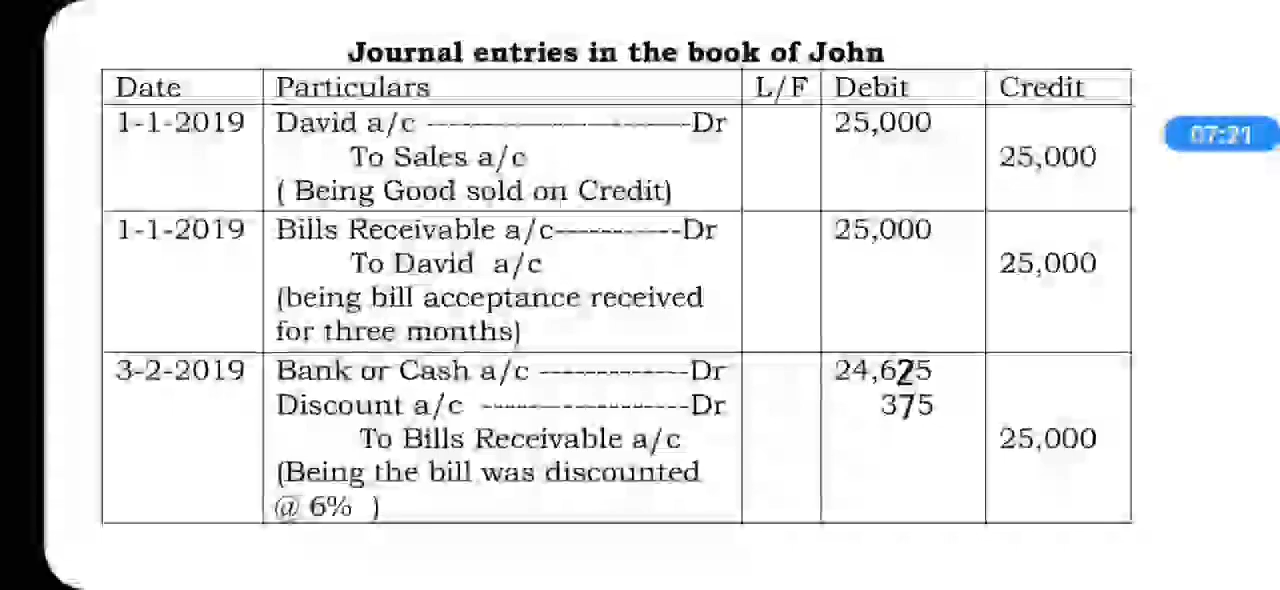 Journal entries in the book of John
Date Particulars L/F Debit Credit
1-1-2019 David a/c ----------------------------Dr 25,000
To Sales a/c 25,000
( Being Good sold on Credit)
1-1-2019 Bills Receivable a/c------------Dr 25,000
To David a/c 25,000
(being bill acceptance received
for three months)
3-2-2019 Bank or Cash a/c ---------------Dr 24,625
Discount a/c ---------------------Dr 375
To Bills Receivable a/c 25,000
(Being the bill was discounted
@ 6% )
07:21